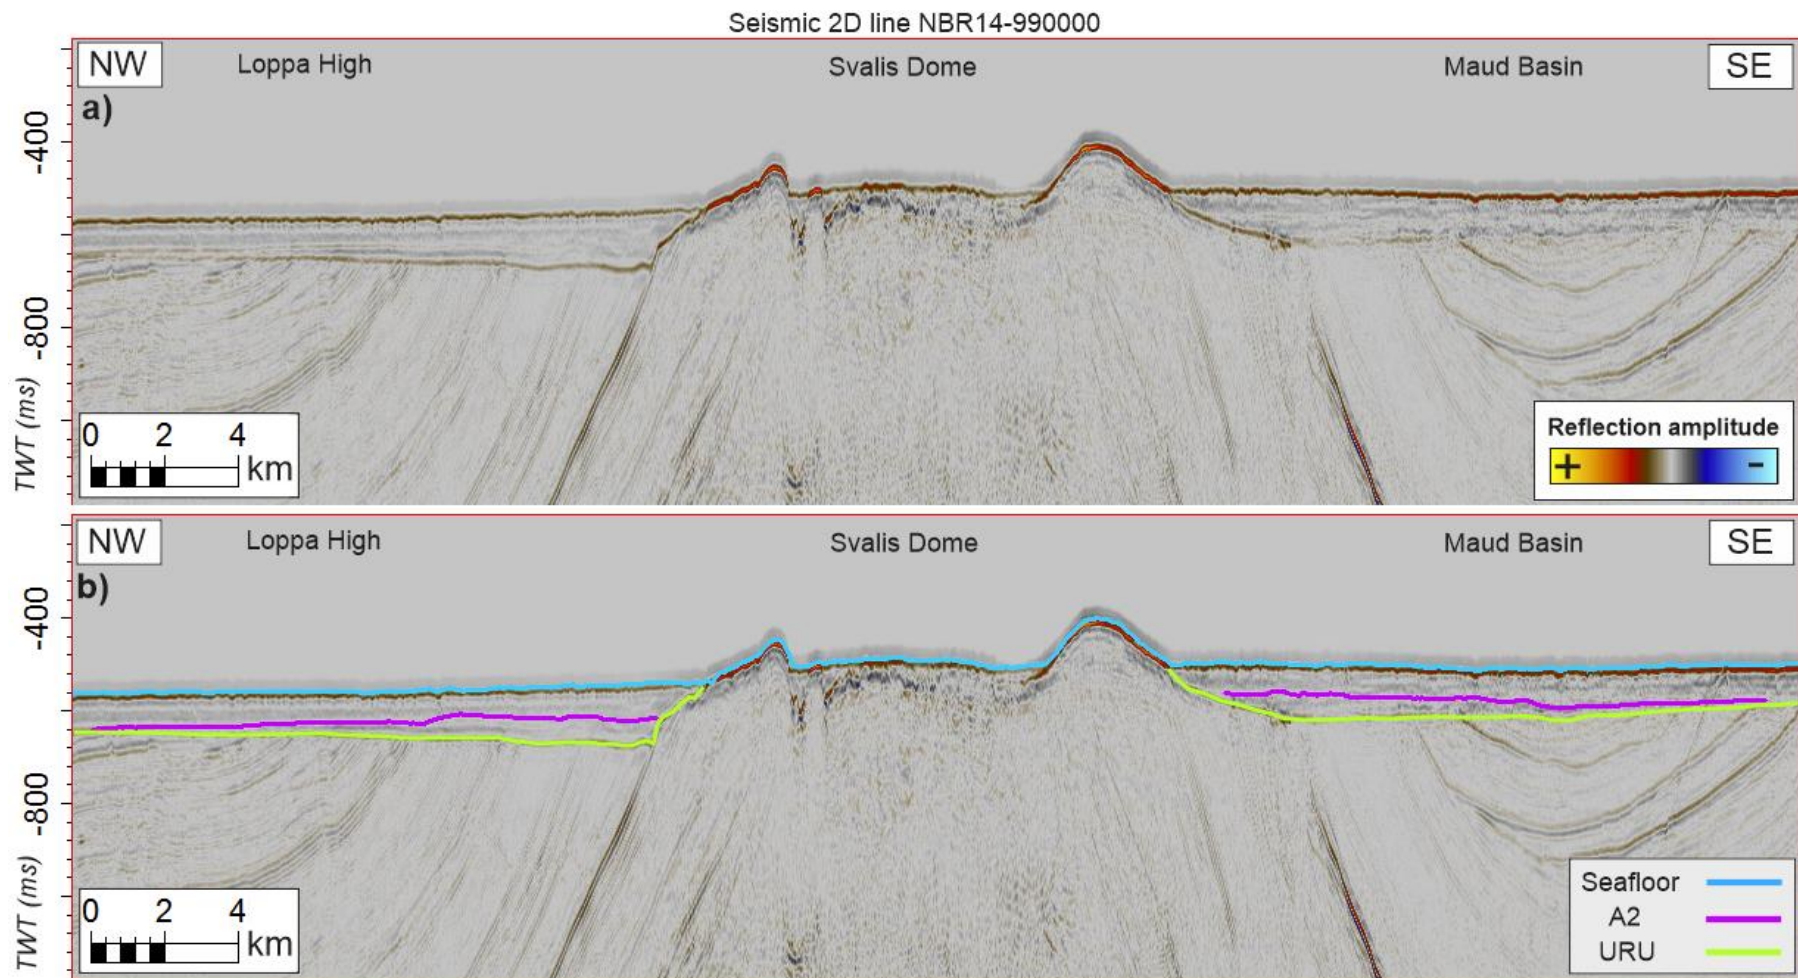 Seismic 2D line NBR14-990000
NW Loppa High Svalis Dome Maud Basin SE
a)
-400
-800
TWT (ms)
0 2 4
km
Reflection amplitude
+ -
NW Loppa High Svalis Dome Maud Basin SE
b)
-400
-800
TWT (ms)
0 2 4
km
Seafloor
A2
URU